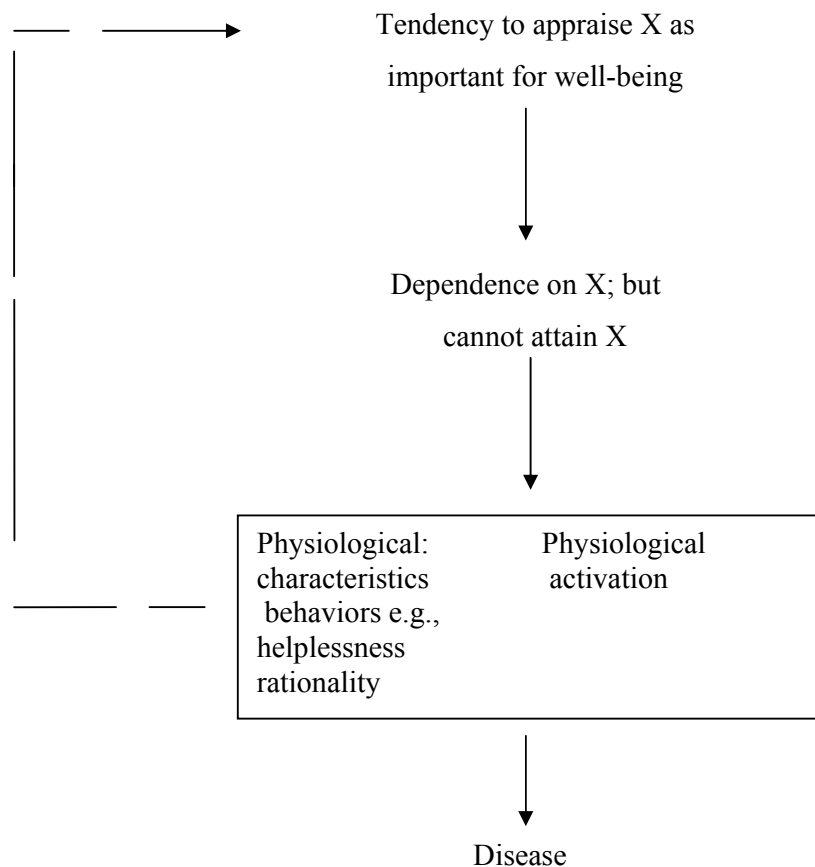 Tendency to appraise X as
important for well-being
Dependence on X; but
cannot attain X
Physiological:
characteristics
behaviors e.g.,
helplessness
rationality
Physiological
activation
Disease